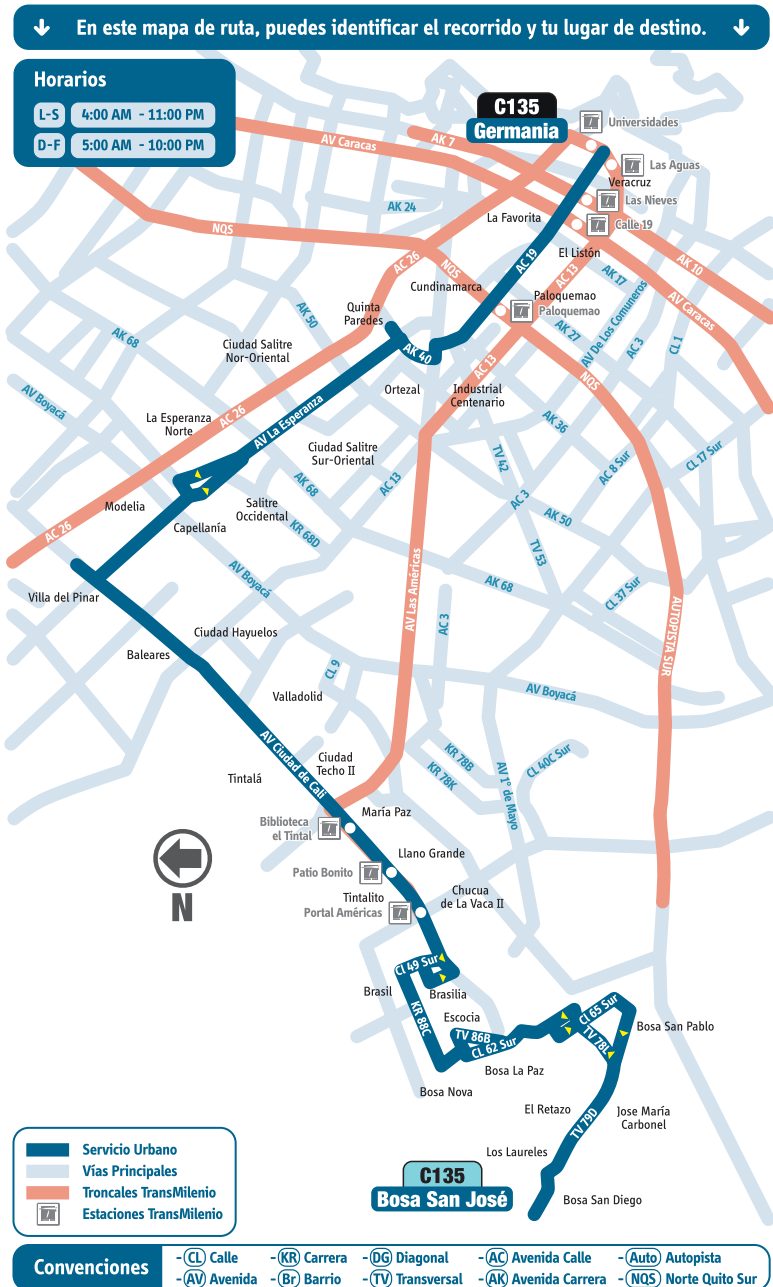 En este mapa de ruta, puedes identificar el recorrido y tu lugar de destino.
Horarios
L-S 4:00 AM - 11:00 PM
D-F 5:00 AM - 10:00 PM
C135
Germania
Universidades
AV Caracas
AK 7
Las Aguas
Veracruz
Las Nieves
AK 24
La Favorita
Calle 19
NQS
El Listón
AC 19
AC 26
NQS
AC 13
AK 17
AK 10
Cundinamarca
Paloquemao
Paloquemao
AV Caracas
AV De Los Comuneros
Quinta
Paredes
AK 50
AK 27
AC 3
CL 1
AK 68
Ciudad Salitre
Nor-Oriental
AK 40
AC 13
NQS
Ortezal
Industrial
Centenario
AV Boyacá
La Esperanza
Norte
AC 26
AV La Esperanza
AK 36
Ciudad Salitre
Sur-Oriental
TV 42
AC 8 Sur
CL 17 Sur
AK 68
AC 13
Modelia
Salitre
Occidental
AC 3
AK 50
Capellanía
KR 68D
AC 26
TV 53
AV Boyacá
AK 68
CL 37 Sur
Villa del Pinar
AV Las Américas
AC 3
AUTOPISTA SUR
Ciudad Hayuelos
Baleares
CL 9
Valladolid
AV Boyacá
AV Ciudad de Cali
Ciudad
Techo II
KR 78B
CL 40C Sur
Tintalá
KR 78K
AV 1º de Mayo
María Paz
Biblioteca
el Tintal
Llano Grande
Patio Bonito
Tintalito
Portal Américas
Chucua
de La Vaca II
N
Cl 49 Sur
Brasil
Brasilia
KR 88C
Escocia
Cl 65 Sur
TV 86B
CL 62 Sur
TV 78L
Bosa San Pablo
Bosa La Paz
Bosa Nova
El Retazo
Jose María
Carbonel
TV 79D
Los Laureles
C135
Bosa San José
Bosa San Diego
Servicio Urbano
Vías Principales
Troncales TransMilenio
Estaciones TransMilenio
Convenciones
- CL Calle - KR Carrera - DG Diagonal - AC Avenida Calle - Auto Autopista
- AV Avenida - Br Barrio - TV Transversal - AK Avenida Carrera - NQS Norte Quito Sur